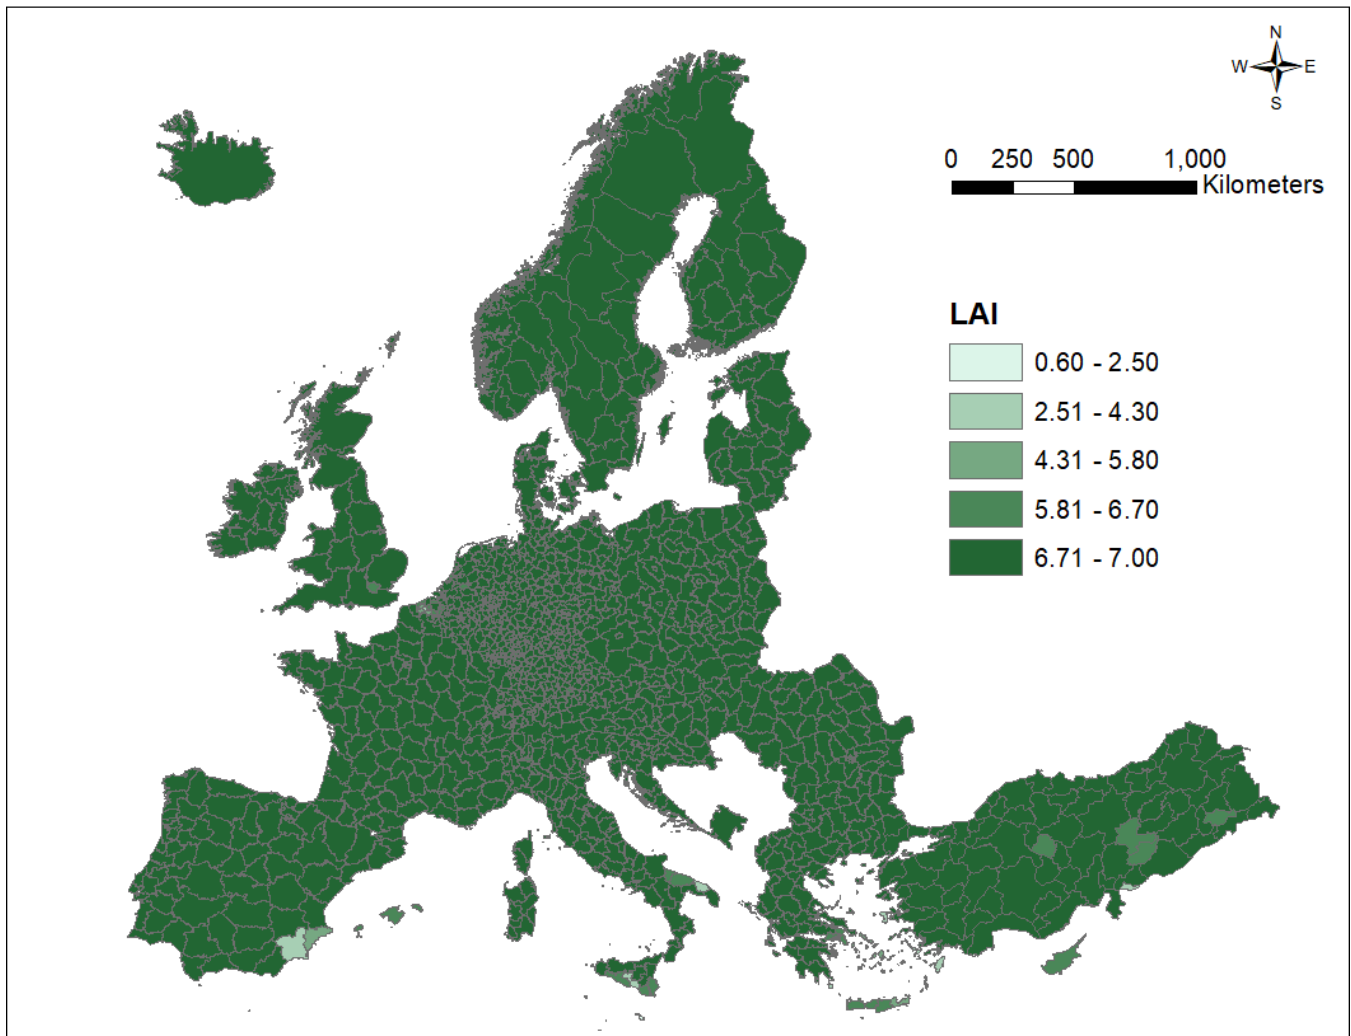 N
W E
S
0 250 500 1,000
Kilometers
LAI
0.60 - 2.50
2.51 - 4.30
4.31 - 5.80
5.81 - 6.70
6.71 - 7.00